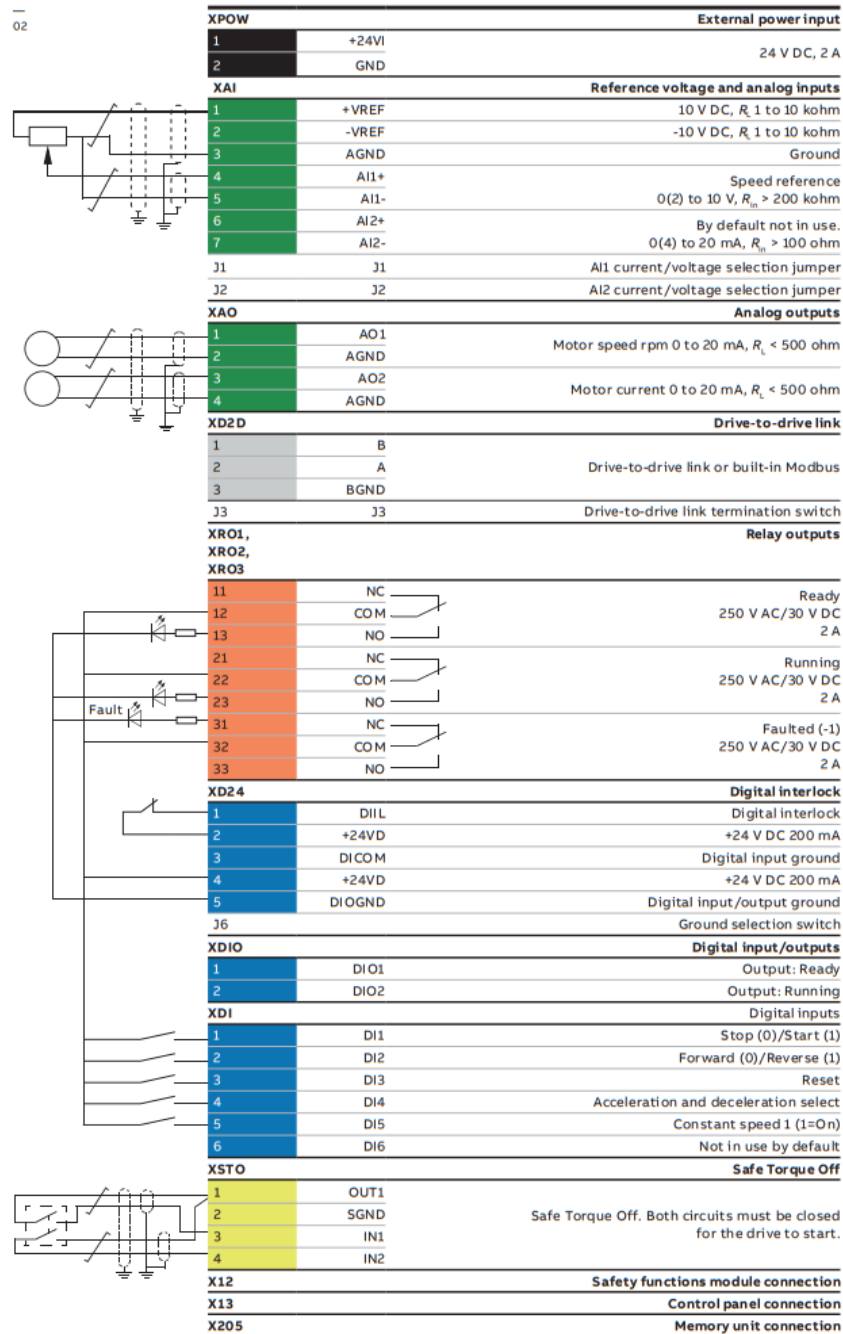 02
XPOW External power input
1 +24VI
24 V DC, 2 A
2 GND
XAI Reference voltage and analog inputs
1 +VREF 10 V DC, RL 1 to 10 kohm
2 -VREF -10 V DC, RL 1 to 10 kohm
3 AGND Ground
4 AI1+ Speed reference
5 AI1- 0(2) to 10 V, Rin > 200 kohm
6 AI2+ By default not in use.
7 AI2- 0(4) to 20 mA, Rin > 100 ohm
J1 J1 AI1 current/voltage selection jumper
J2 J2 AI2 current/voltage selection jumper
XAO Analog outputs
1 AO1
Motor speed rpm 0 to 20 mA, RL < 500 ohm
2 AGND
3 AO2
Motor current 0 to 20 mA, RL < 500 ohm
4 AGND
XD2D Drive-to-drive link
1 B
2 A Drive-to-drive link or built-in Modbus
3 BGND
J3 J3 Drive-to-drive link termination switch
XRO1, Relay outputs
XRO2,
XRO3
11 NC Ready
12 COM 250 V AC/30 V DC
13 NO 2 A
21 NC Running
22 COM 250 V AC/30 V DC
23 NO 2 A
Fault
31 NC Faulted (-1)
32 COM 250 V AC/30 V DC
33 NO 2 A
XD24 Digital interlock
1 DIIL Digital interlock
2 +24VD +24 V DC 200 mA
3 DICOM Digital input ground
4 +24VD +24 V DC 200 mA
5 DIOGND Digital input/output ground
J6 Ground selection switch
XDIO Digital input/outputs
1 DIO1 Output: Ready
2 DIO2 Output: Running
XDI Digital inputs
1 DI1 Stop (0)/Start (1)
2 DI2 Forward (0)/Reverse (1)
3 DI3 Reset
4 DI4 Acceleration and deceleration select
5 DI5 Constant speed 1 (1=On)
6 DI6 Not in use by default
XSTO Safe Torque Off
1 OUT1
2 SGND Safe Torque Off. Both circuits must be closed
3 IN1 for the drive to start.
4 IN2
X12 Safety functions module connection
X13 Control panel connection
X205 Memory unit connection